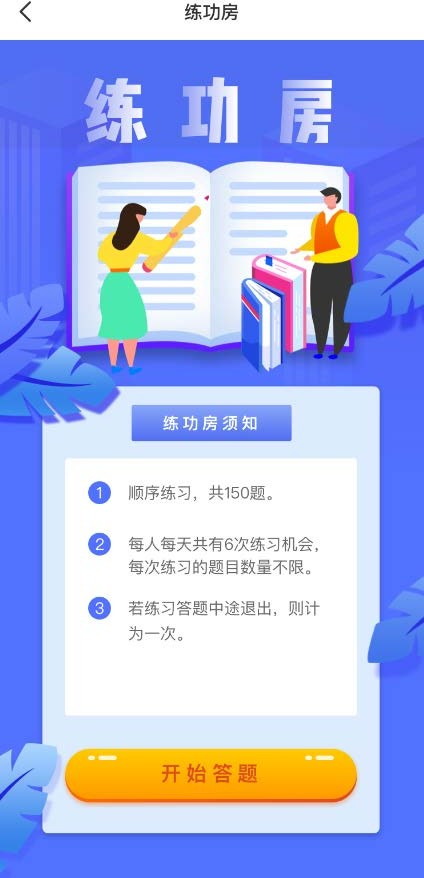 练功房
练功房
练功房须知
1 顺序练习，共150题。
2 每人每天共有6次练习机会，
每次练习的题目数量不限。
3 若练习答题中途退出，则计
为一次。
开始答题